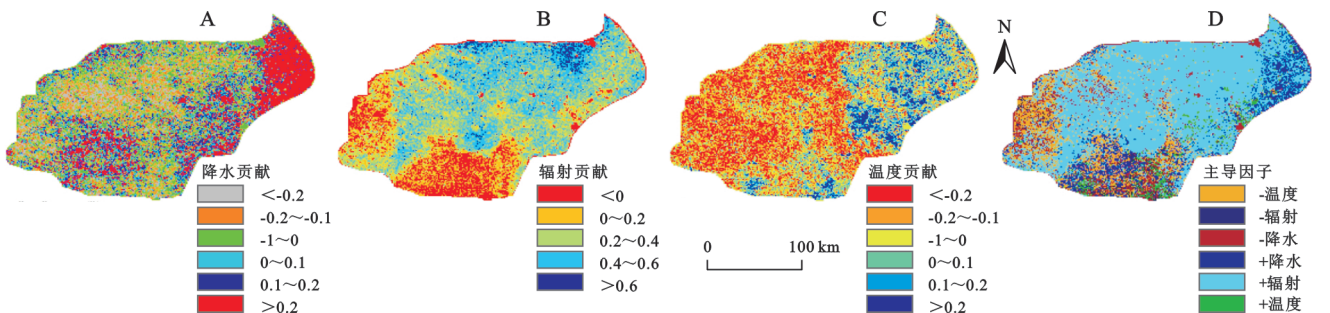 A
B
C
N
D
降水贡献
<-0.2
-0.2～-0.1
-1～0
0～0.1
0.1～0.2
>0.2
辐射贡献
<0
0～0.2
0.2～0.4
0.4～0.6
>0.6
温度贡献
<-0.2
-0.2～-0.1
-1～0
0～0.1
0.1～0.2
>0.2
0 100 km
主导因子
-温度
-辐射
-降水
+降水
+辐射
+温度